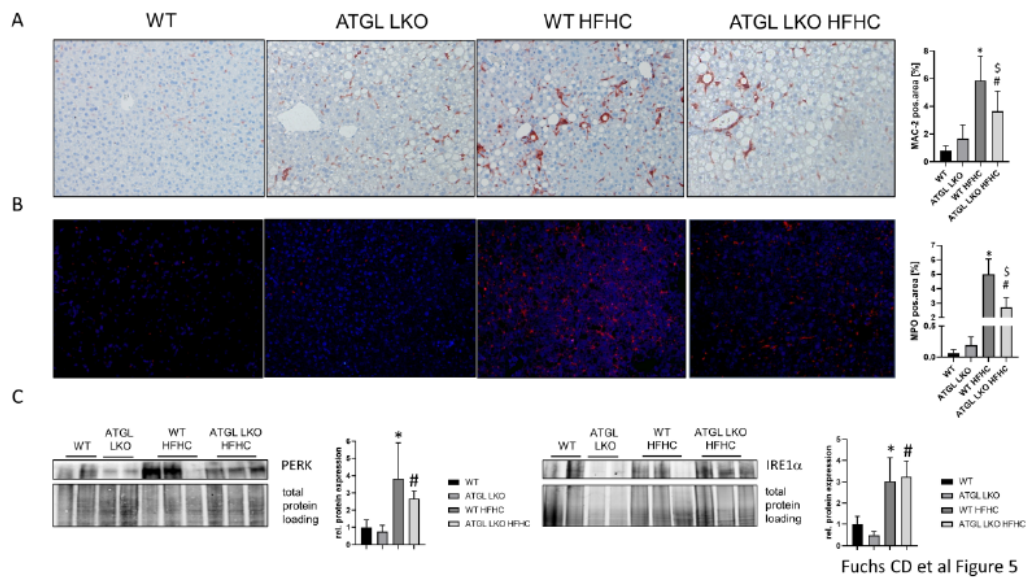 A
WT
ATGL LKO
WT HFHC
ATGL LKO HFHC
MAC-2 pos.area [%]
8
6
4
2
0
*
$
#
WT
ATGL LKO
WT HFHC
ATGL LKO HFHC
B
MPO pos.area [%]
7
6
5
4
3
2
0.5
0.0
*
$
#
WT
ATGL LKO
WT HFHC
ATGL LKO HFHC
C
WT
ATGL
LKO
WT
HFHC
ATGL LKO
HFHC
PERK
total
protein
loading
rel. protein expression
6
5
4
3
2
1
0
*
#
WT
ATGL LKO
WT HFHC
ATGL LKO HFHC
WT
ATGL
LKO
WT
HFHC
ATGL LKO
HFHC
IRE1α
total
protein
loading
rel. protein expression
5
4
3
2
1
0
*
#
WT
ATGL LKO
WT HFHC
ATGL LKO HFHC
Fuchs CD et al Figure 5